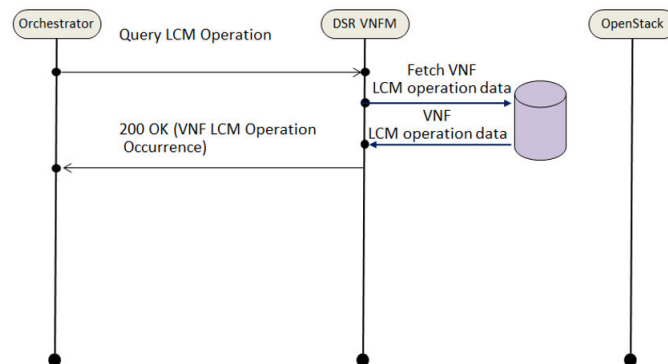 Orchestrator
DSR VNFM
OpenStack
Query LCM Operation
Fetch VNF
LCM operation data
VNF
LCM operation data
200 OK (VNF LCM Operation
Occurrence)